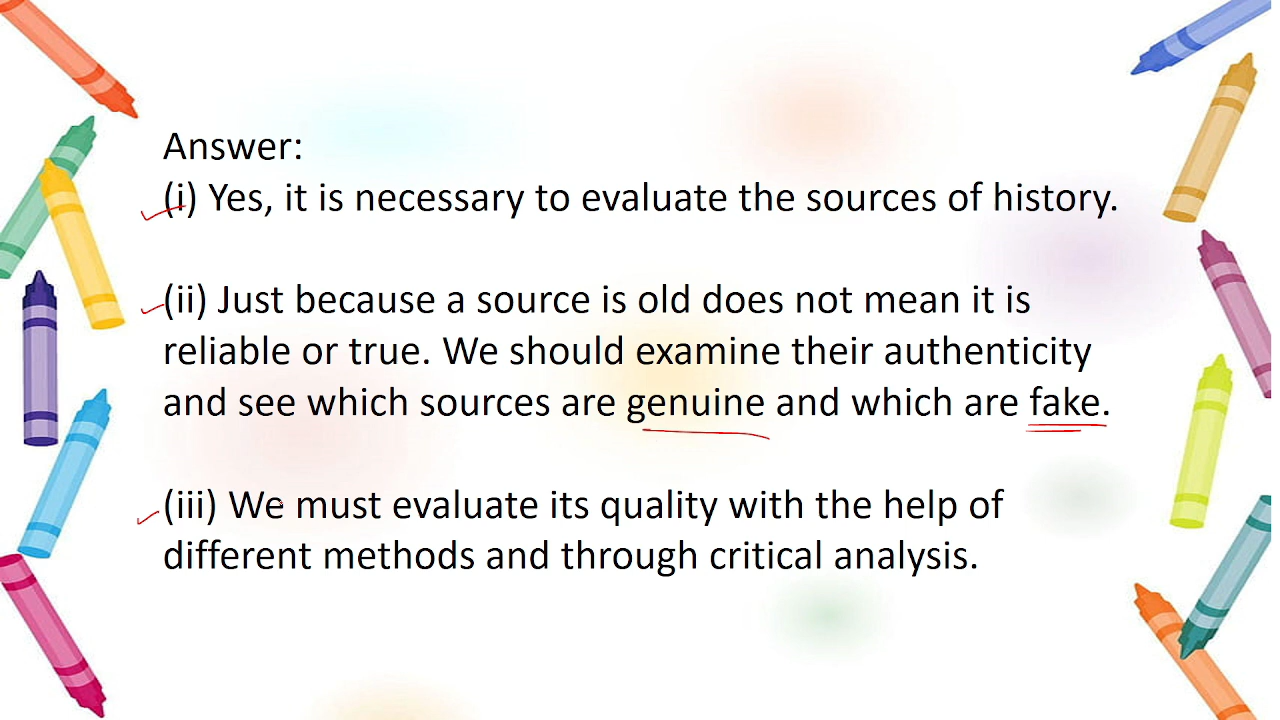 Answer:
(i) Yes, it is necessary to evaluate the sources of history.
(ii) Just because a source is old does not mean it is
reliable or true. We should examine their authenticity
and see which sources are genuine and which are fake.
(iii) We must evaluate its quality with the help of
different methods and through critical analysis.